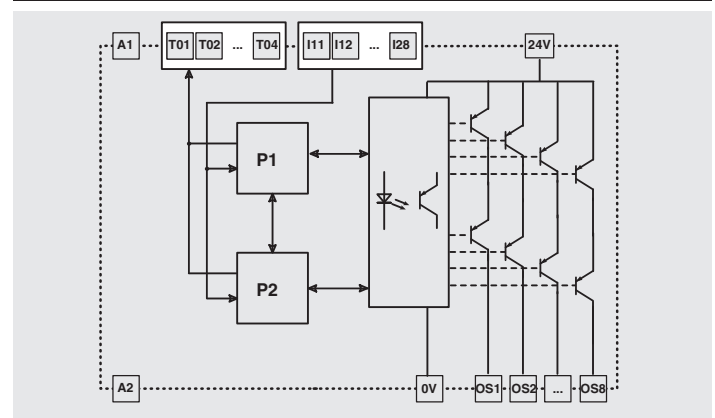 A1 T01 T02 ... T04 I11 I12 ... I28 24V
P1
P2
A2 0V OS1 OS2 ... OS8